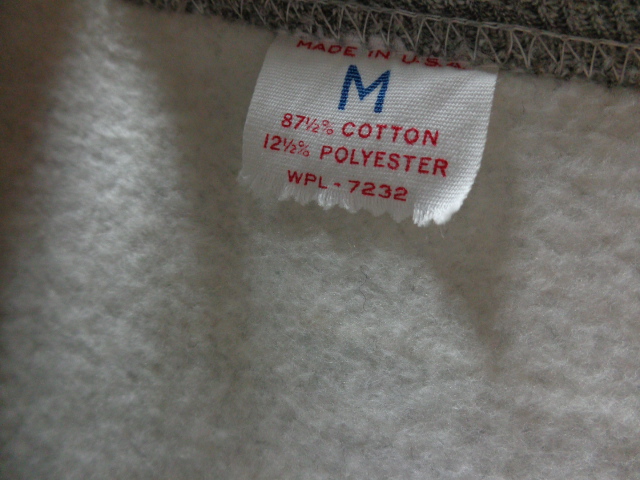 MADE IN U.S.A.
M
87½% COTTON
12½% POLYESTER
WPL - 7232